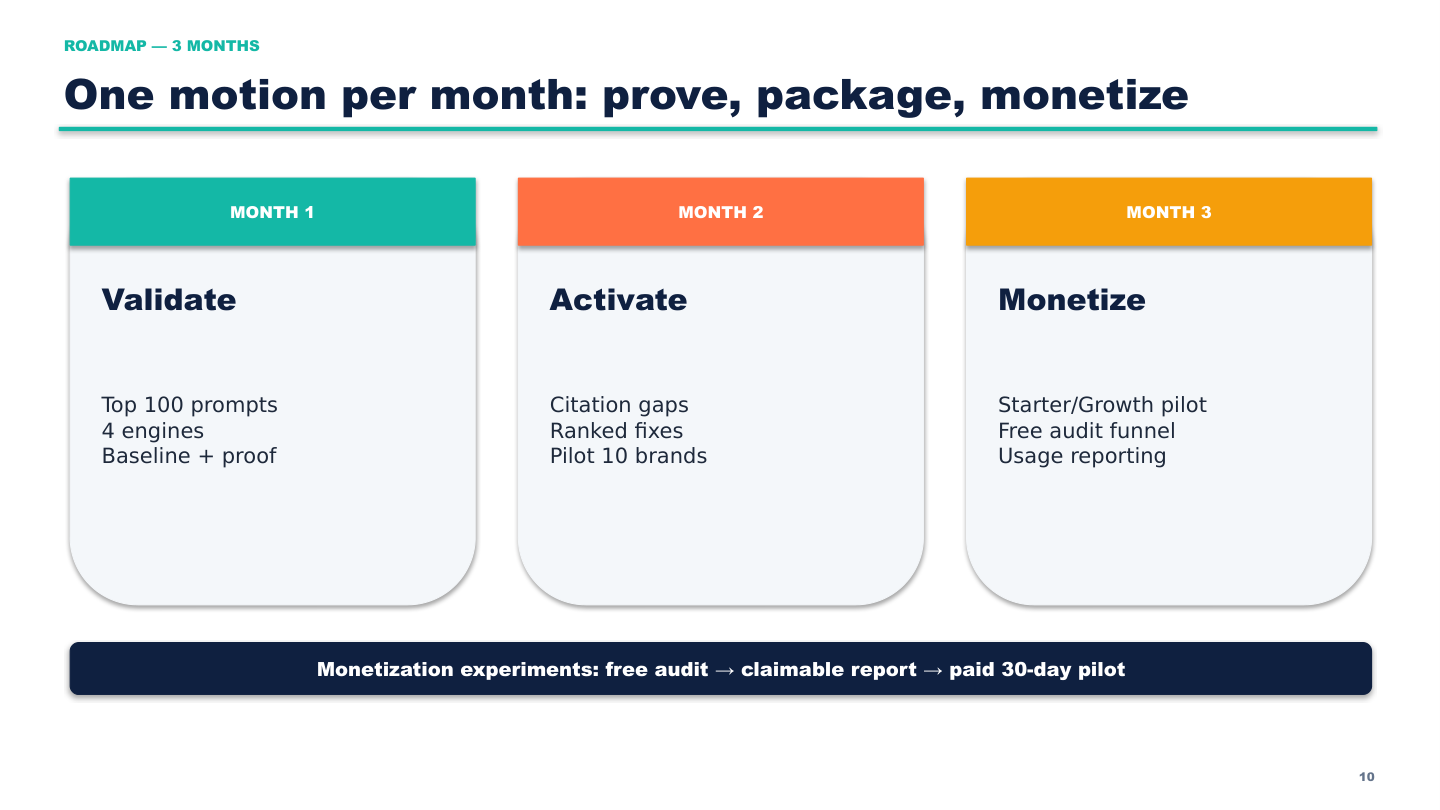 ROADMAP — 3 MONTHS
One motion per month: prove, package, monetize
MONTH 1
Validate
Top 100 prompts
4 engines
Baseline + proof
MONTH 2
Activate
Citation gaps
Ranked fixes
Pilot 10 brands
MONTH 3
Monetize
Starter/Growth pilot
Free audit funnel
Usage reporting
Monetization experiments: free audit → claimable report → paid 30-day pilot
10